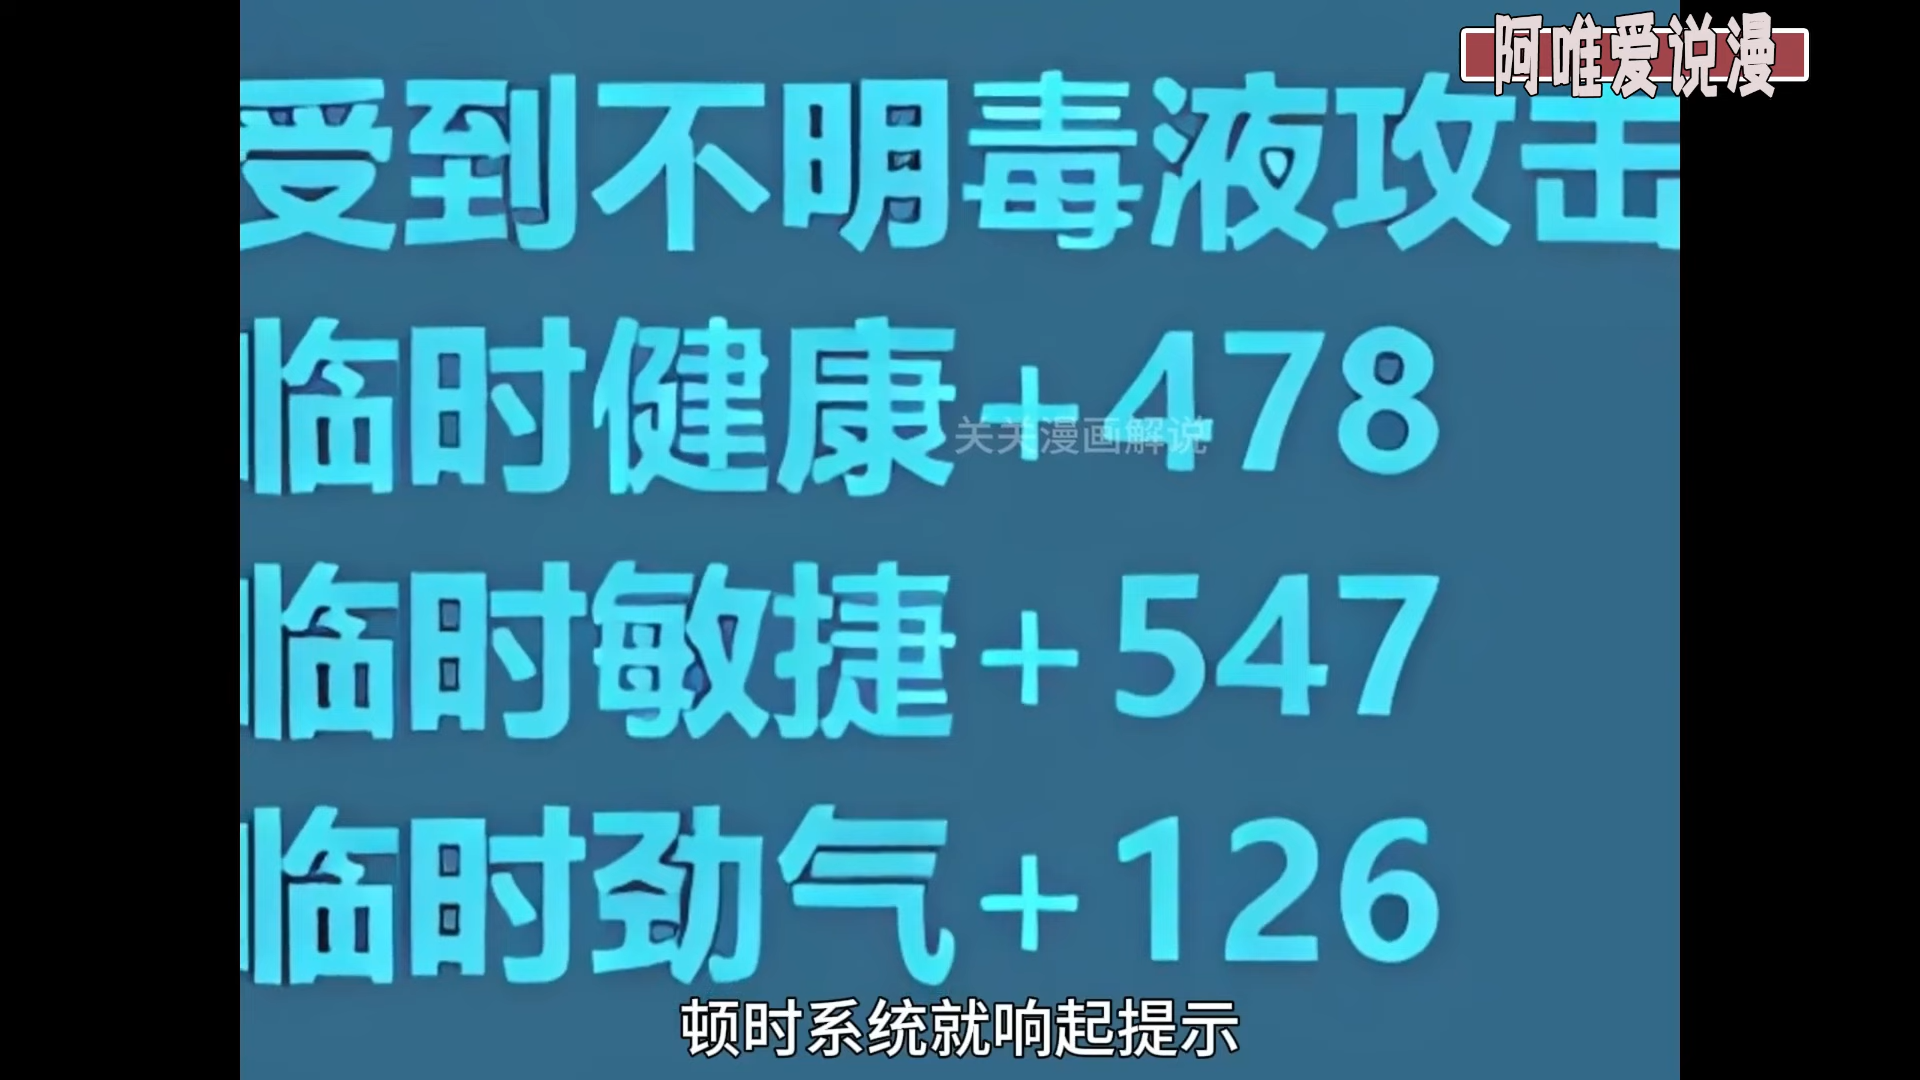 阿唯爱说漫
受到不明毒液攻击
临时健康+478
关关漫画解说
临时敏捷+547
临时劲气+126
顿时系统就响起提示